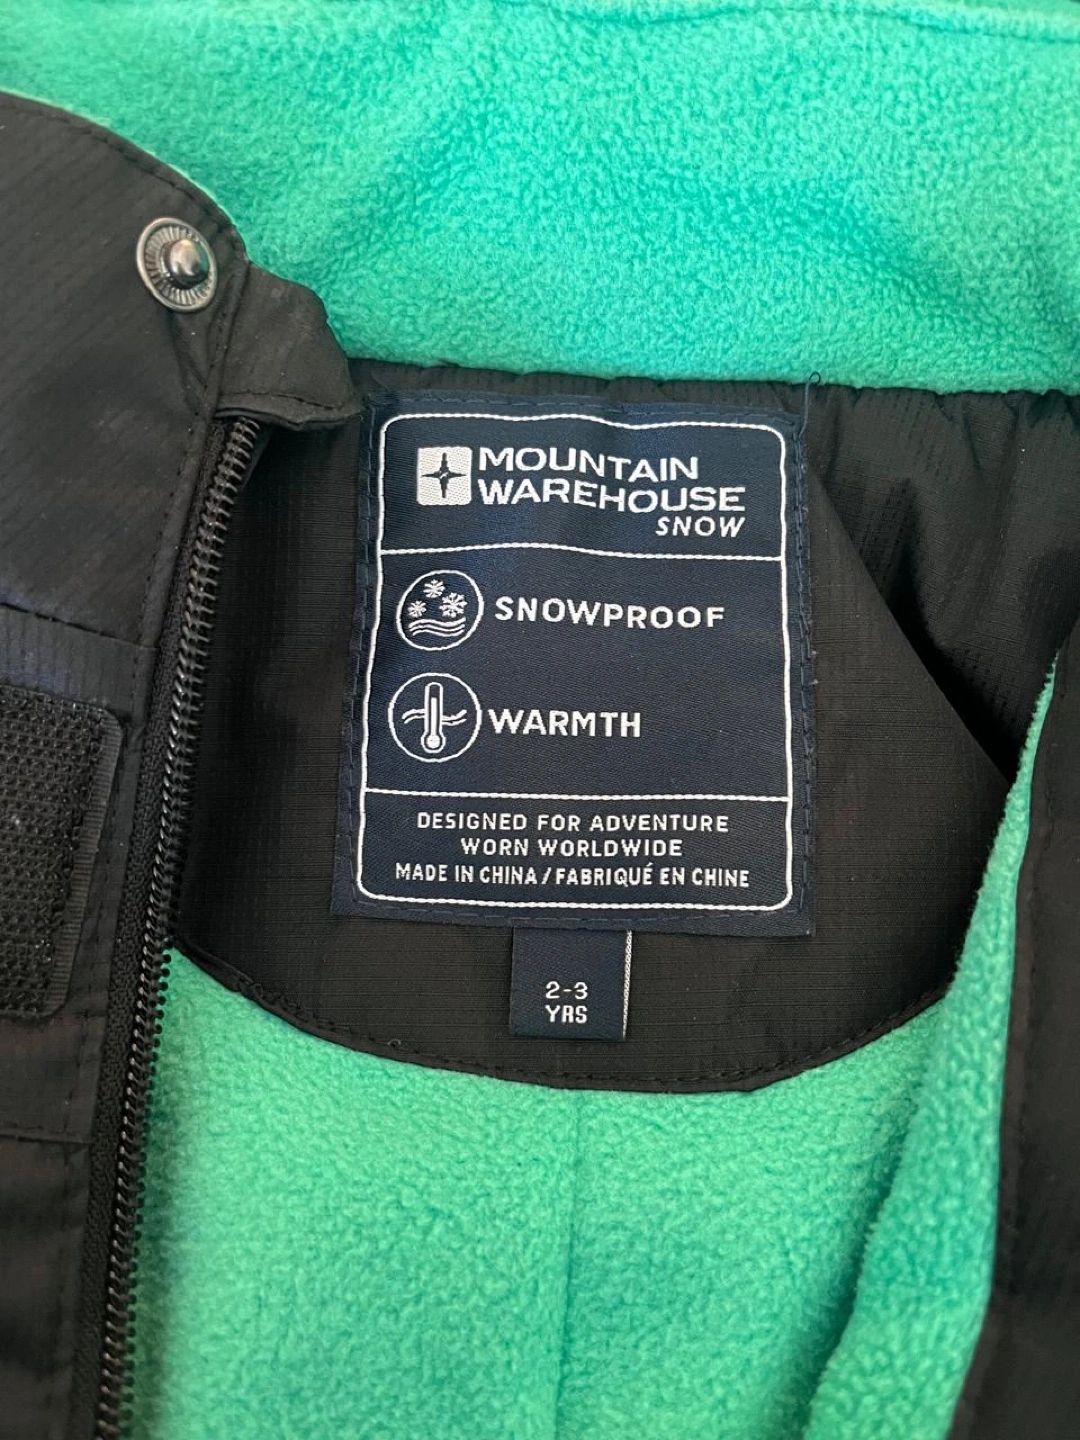 MOUNTAIN
WAREHOUSE
SNOW
SNOWPROOF
WARMTH
DESIGNED FOR ADVENTURE
WORN WORLDWIDE
MADE IN CHINA / FABRIQUÉ EN CHINE
2-3
YRS